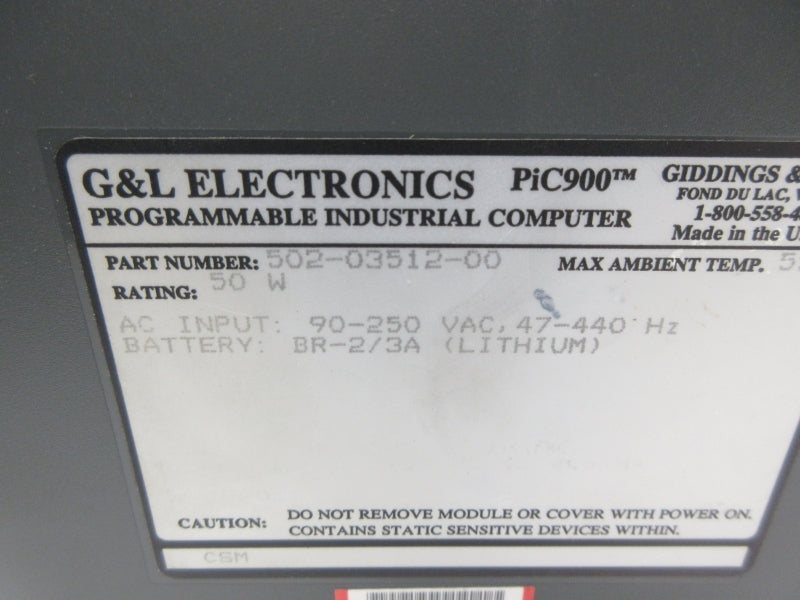 G&L ELECTRONICS PiC900™ GIDDINGS &
PROGRAMMABLE INDUSTRIAL COMPUTER FOND DU LAC,
1-800-558-4
Made in the U.
PART NUMBER: 502-03512-00 MAX AMBIENT TEMP. 5
RATING: 50 W
AC INPUT: 90-250 VAC, 47-440 Hz
BATTERY: BR-2/3A (LITHIUM)
CAUTION: DO NOT REMOVE MODULE OR COVER WITH POWER ON.
CONTAINS STATIC SENSITIVE DEVICES WITHIN.
CSM